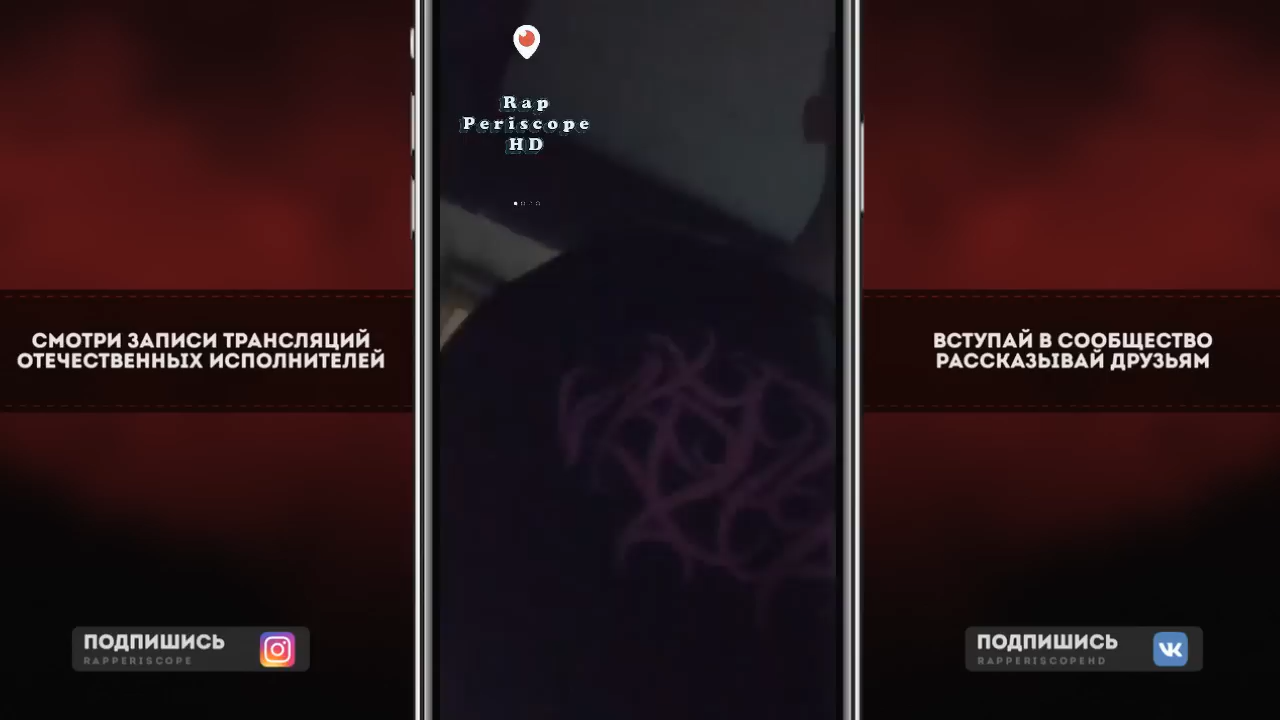 Rap
Periscope
HD
СМОТРИ ЗАПИСИ ТРАНСЛЯЦИЙ
ОТЕЧЕСТВЕННЫХ ИСПОЛНИТЕЛЕЙ
ВСТУПАЙ В СООБЩЕСТВО
РАССКАЗЫВАЙ ДРУЗЬЯМ
ПОДПИШИСЬ
RAPPERISCOPE
ПОДПИШИСЬ
RAPPERISCOPEHD